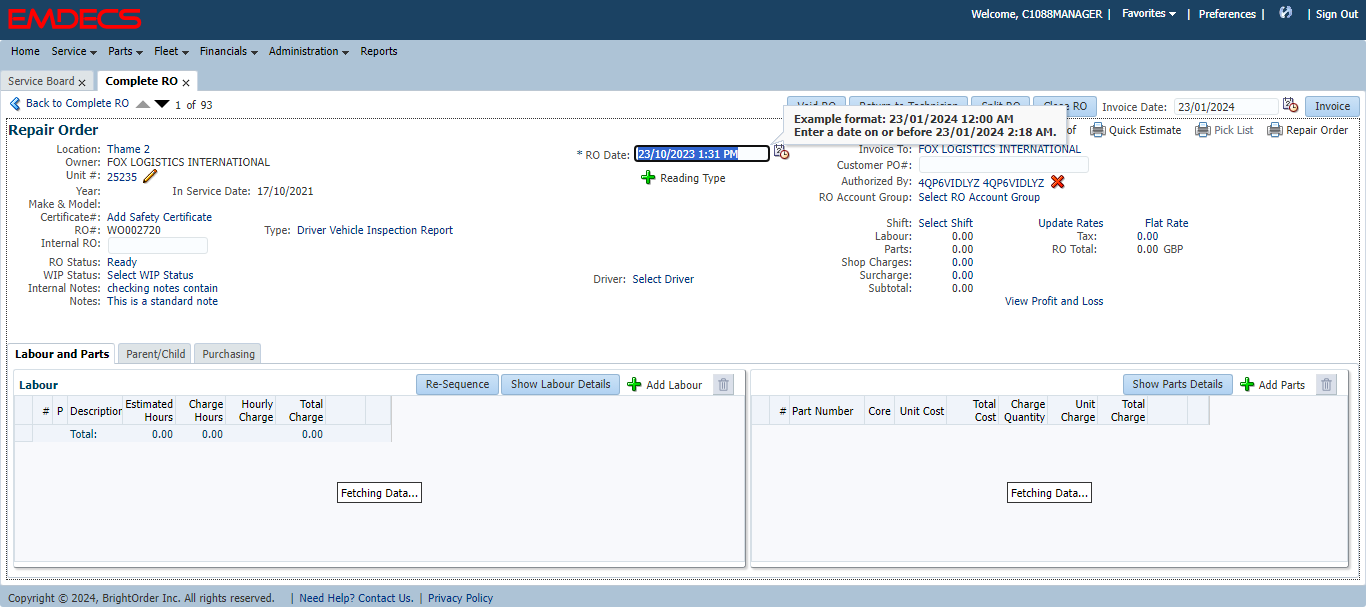 EMDECS
Welcome, C1088MANAGER | Favorites | Preferences | | Sign Out
Home Service Parts Fleet Financials Administration Reports
Service Board x Complete RO x
Back to Complete RO 1 of 93
Void RO Return to Technician Split RO Close RO Invoice Date: 23/01/2024 Invoice
Example format: 23/01/2024 12:00 AM
Enter a date on or before 23/01/2024 2:18 AM.
Repair Order
of Quick Estimate Pick List Repair Order
Location: Thame 2
Owner: FOX LOGISTICS INTERNATIONAL
Unit #: 25235
Year: In Service Date: 17/10/2021
Make & Model:
Certificate#: Add Safety Certificate
RO#: WO002720 Type: Driver Vehicle Inspection Report
Internal RO:
RO Status: Ready
WIP Status: Select WIP Status
Internal Notes: checking notes contain
Notes: This is a standard note
* RO Date: 23/10/2023 1:31 PM
Reading Type
Driver: Select Driver
Invoice To: FOX LOGISTICS INTERNATIONAL
Customer PO#:
Authorized By: 4QP6VIDLYZ 4QP6VIDLYZ
RO Account Group: Select RO Account Group
Shift: Select Shift Update Rates Flat Rate
Labour: 0.00 Tax: 0.00
Parts: 0.00 RO Total: 0.00 GBP
Shop Charges: 0.00
Surcharge: 0.00
Subtotal: 0.00
View Profit and Loss
Labour and Parts Parent/Child Purchasing
Labour Re-Sequence Show Labour Details Add Labour
# P Description Estimated Hours Charge Hours Hourly Charge Total Charge
Total: 0.00 0.00 0.00
Fetching Data...
Show Parts Details Add Parts
# Part Number Core Unit Cost Total Cost Charge Quantity Unit Charge Total Charge
Fetching Data...
Copyright © 2024, BrightOrder Inc. All rights reserved. | Need Help? Contact Us. | Privacy Policy